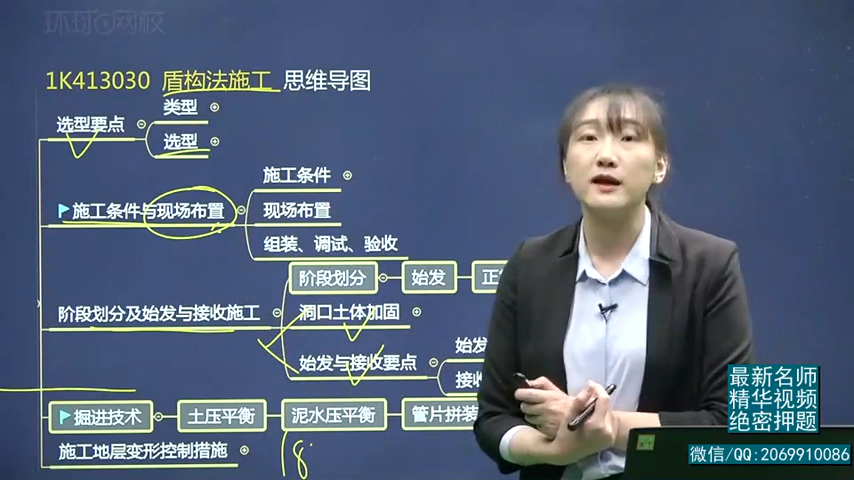 环球网校
1K413030 盾构法施工 思维导图
类型
选型要点
选型
施工条件
施工条件与现场布置
现场布置
组装、调试、验收
阶段划分
始发
阶段划分及始发与接收施工
洞口土体加固
始发
始发与接收要点
掘进技术
土压平衡
泥水压平衡
管片拼装
施工地层变形控制措施
8
最新名师
精华视频
绝密押题
微信/QQ:2069910086